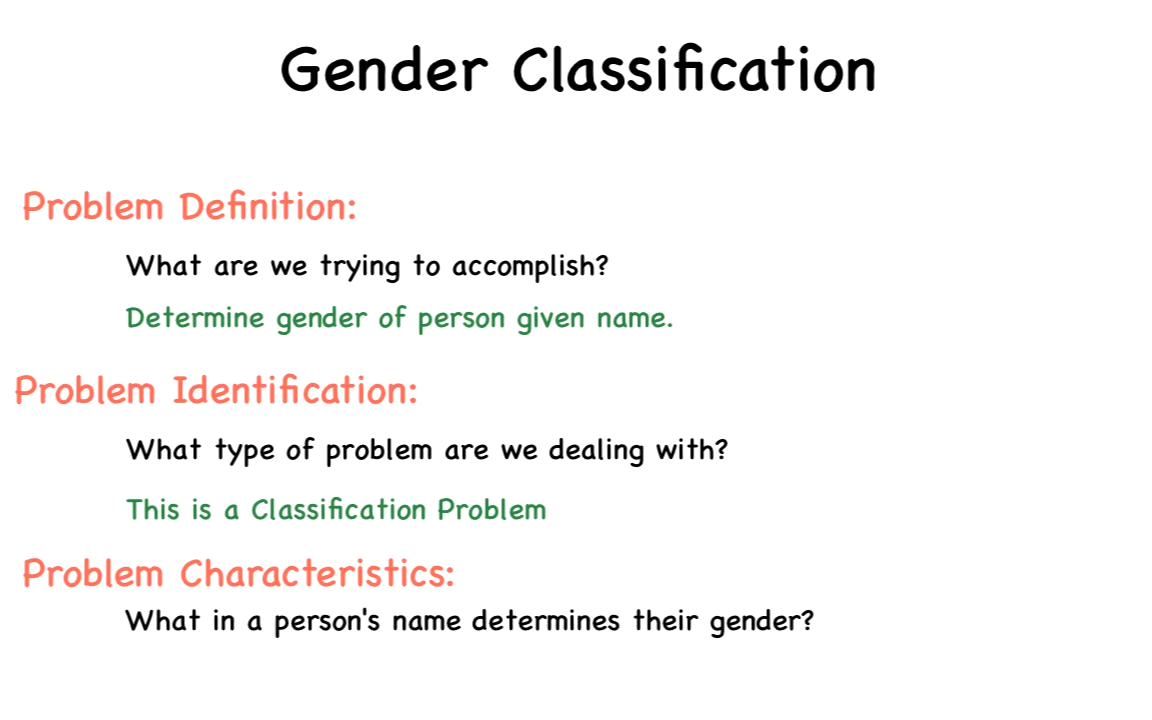 Gender Classification
Problem Definition:
What are we trying to accomplish?
Determine gender of person given name.
Problem Identification:
What type of problem are we dealing with?
This is a Classification Problem
Problem Characteristics:
What in a person's name determines their gender?